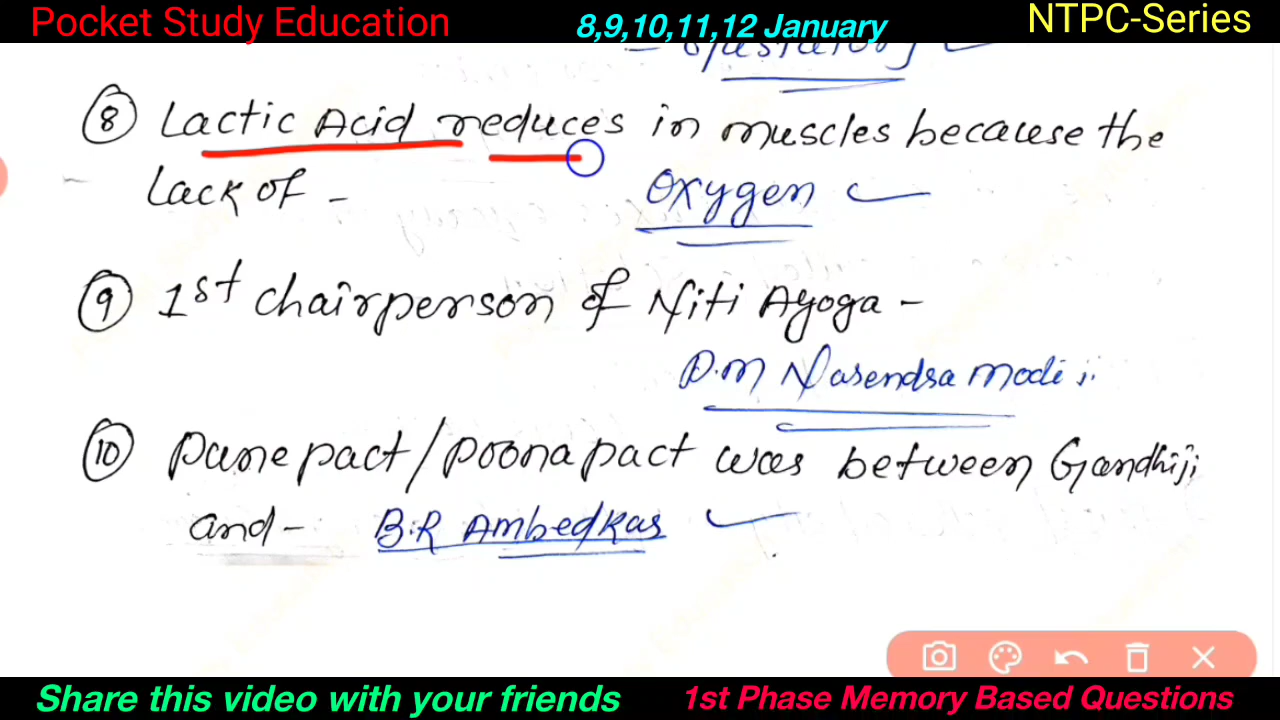 Pocket Study Education
8,9,10,11,12 January
NTPC-Series
8 Lactic Acid reduces in muscles because the
lack of - Oxygen
9 1st chairperson of Niti Ayoga -
P.M Narendra modi
10 Pune pact/poona pact was between Gandhiji
and - B.R Ambedkar
Share this video with your friends
1st Phase Memory Based Questions